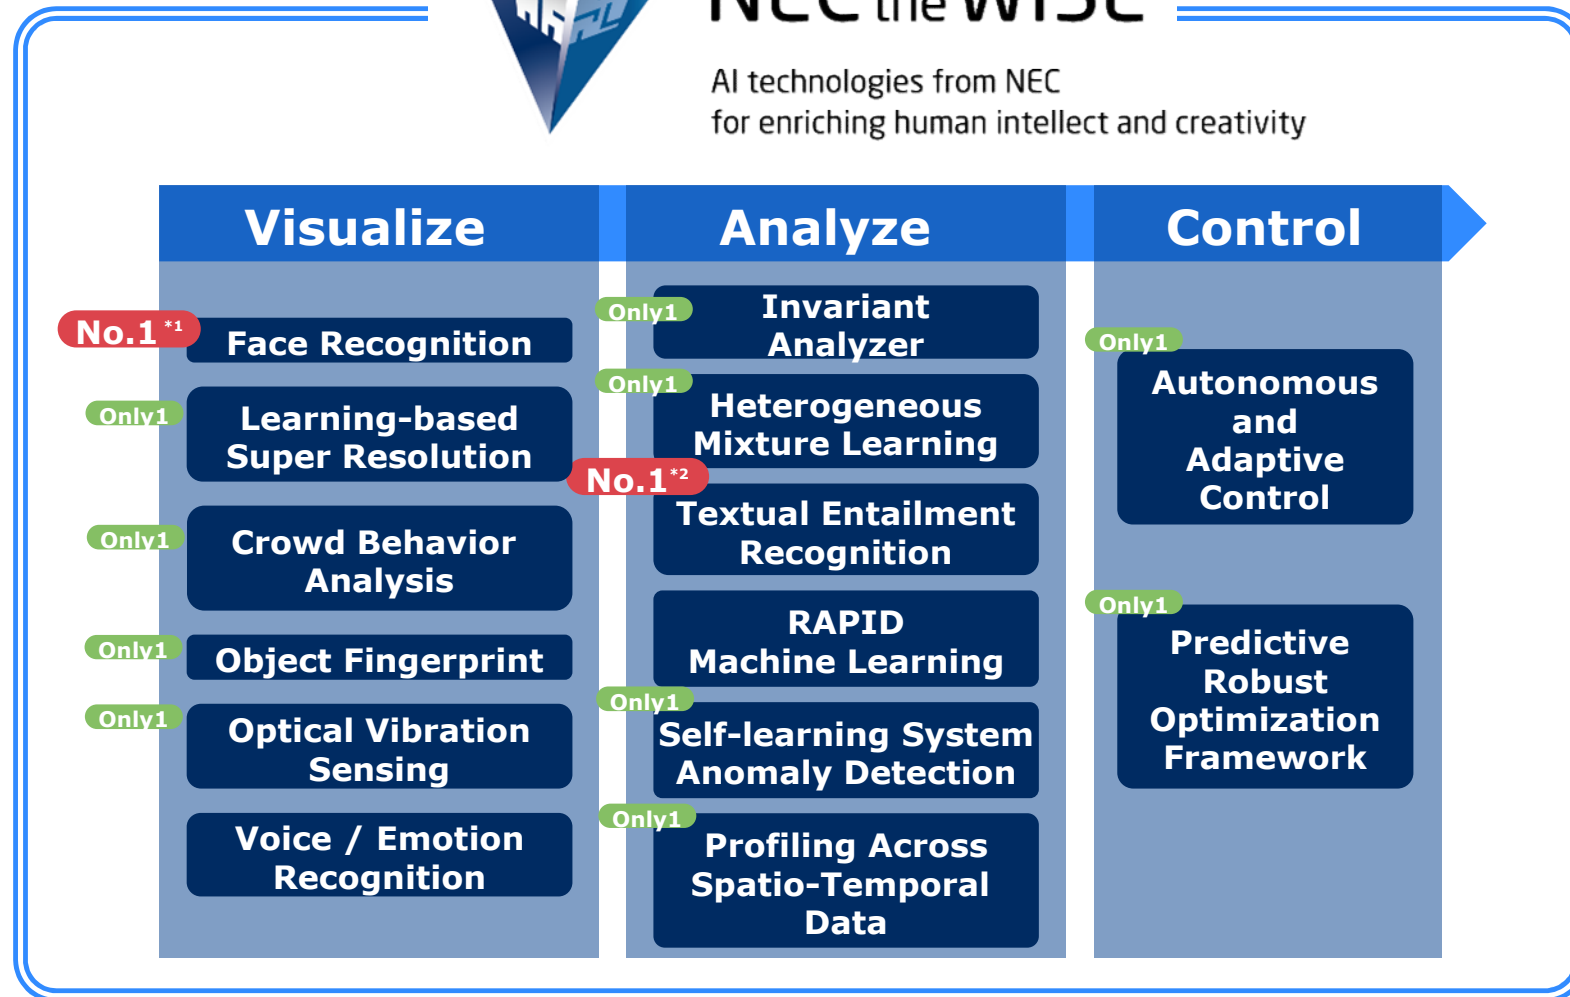 NEC the WISE
AI technologies from NEC
for enriching human intellect and creativity
Visualize
No.1 *1
Face Recognition
Only1
Learning-based
Super Resolution
Only1
Crowd Behavior
Analysis
Only1
Object Fingerprint
Only1
Optical Vibration
Sensing
Voice / Emotion
Recognition
Analyze
Only1
Invariant
Analyzer
Only1
Heterogeneous
Mixture Learning
No.1 *2
Textual Entailment
Recognition
RAPID
Machine Learning
Only1
Self-learning System
Anomaly Detection
Only1
Profiling Across
Spatio-Temporal
Data
Control
Only1
Autonomous
and
Adaptive
Control
Only1
Predictive
Robust
Optimization
Framework